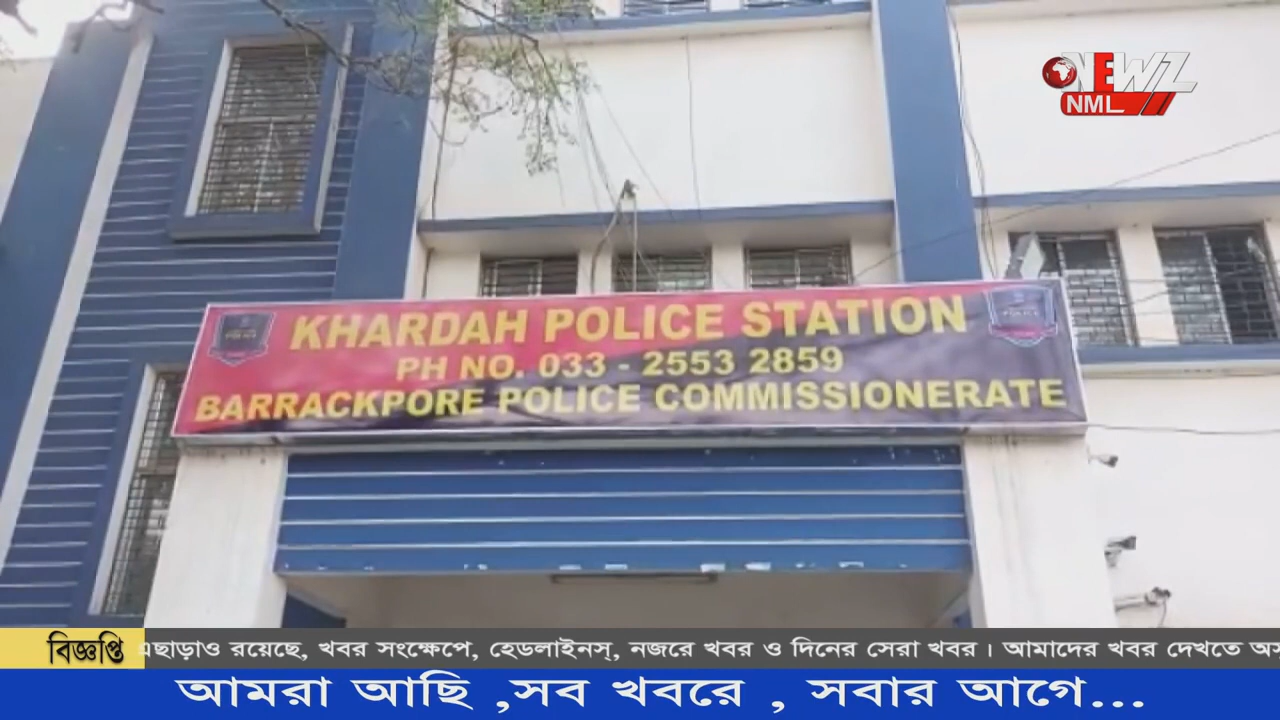 NEWZ
NML
KHARDAH POLICE STATION
PH NO. 033 - 2553 2859
BARRACKPORE POLICE COMMISSIONERATE
POLICE
বিজ্ঞপ্তি
এছাড়াও রয়েছে, খবর সংক্ষেপে, হেডলাইনস্, নজরে খবর ও দিনের সেরা খবর। আমাদের খবর দেখতে
আমরা আছি ,সব খবরে , সবার আগে...